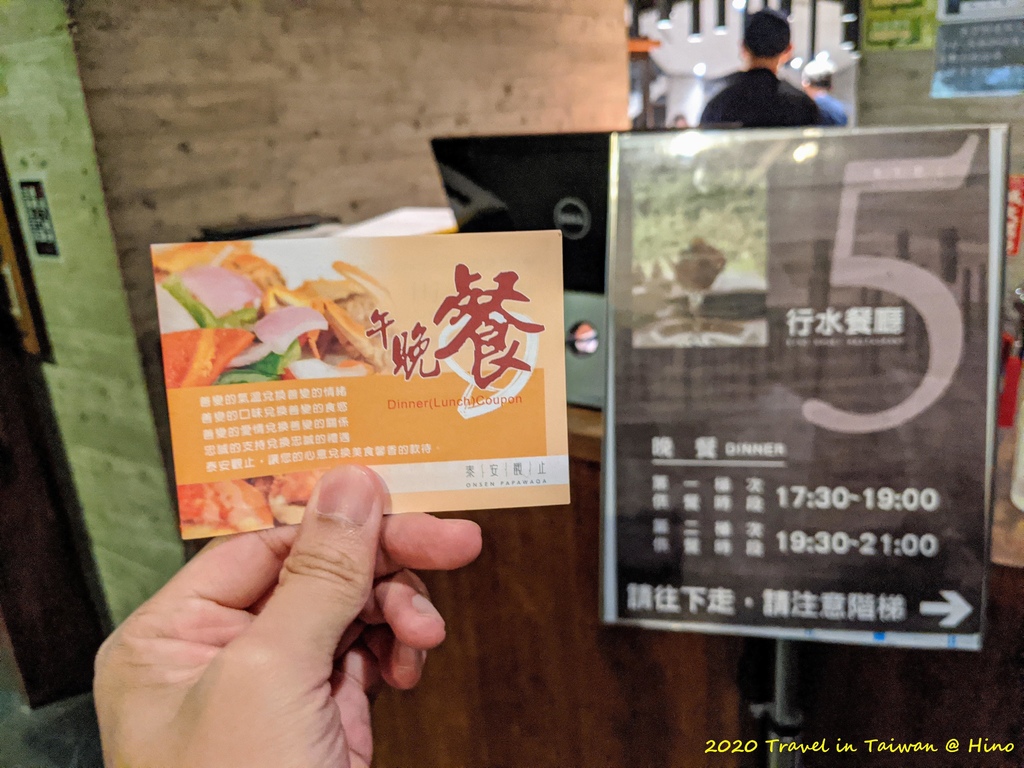 午晚餐
Dinner(Lunch)Coupon
善變的氣溫兌換善變的情緒
善變的口味兌換善變的食慾
善變的愛情兌換善變的關係
忠誠的支持兌換忠誠的禮遇
泰安觀止，讓您的心意兌換美食馨香的款待。
泰安觀止
ONSEN PAPAWAQA
DELL
5
行水餐廳
晚餐 DINNER
第一梯次
供餐時段 17:30~19:00
第二梯次
供餐時段 19:30~21:00
請往下走，請注意階梯
2020 Travel in Taiwan @ Hino